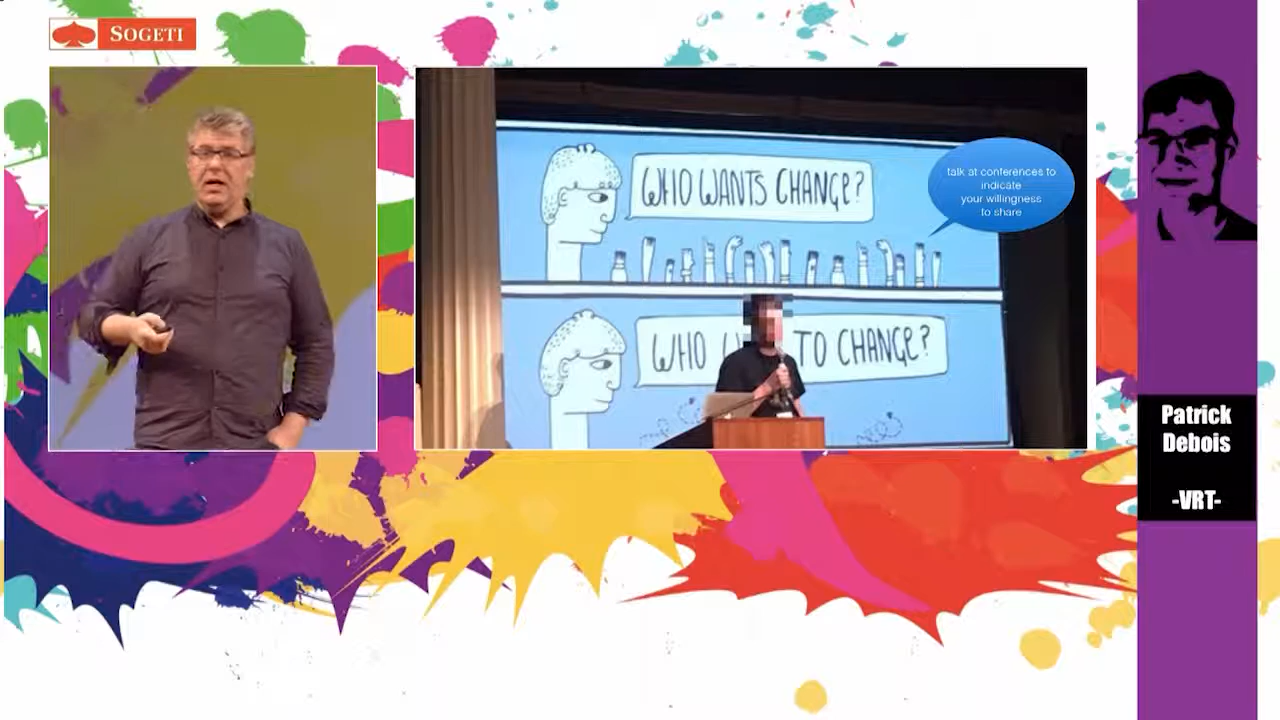 SOGETI
WHO WANTS CHANGE?
talk at conferences to
indicate
your willingness
to share
WHO TO CHANGE?
Patrick
Debois
-VRT-